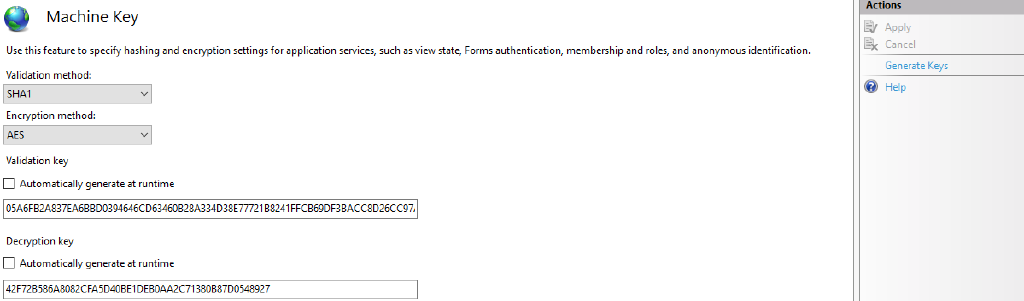 Machine Key
Use this feature to specify hashing and encryption settings for application services, such as view state, Forms authentication, membership and roles, and anonymous identification.
Validation method:
SHA1
Encryption method:
AES
Validation key
Automatically generate at runtime
05A6FB2A837EA6BBD0394646CD63460B28A334D38E77721B8241FFCB69DF3BACC8D26CC97
Decryption key
Automatically generate at runtime
42F72B586A8082CFA5D40BE1DEB0AA2C71380B87D0548927
Actions
Apply
Cancel
Generate Keys
Help